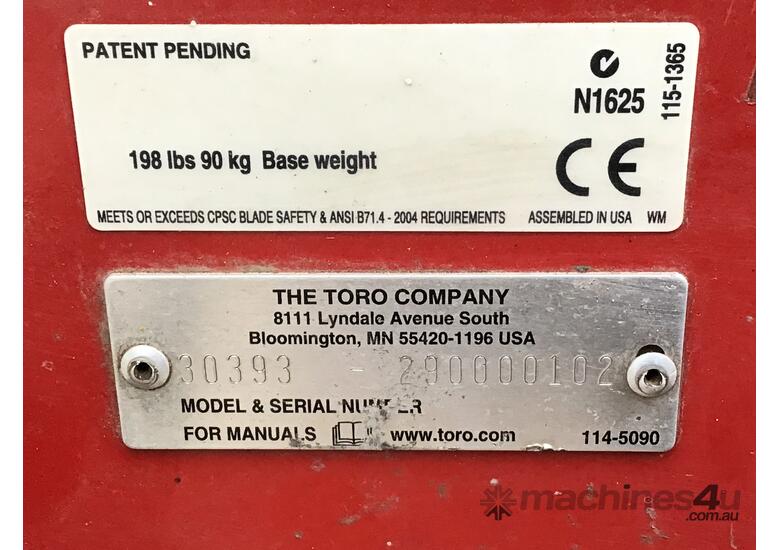 PATENT PENDING
N1625
115-1365
198 lbs 90 kg Base weight
CE
MEETS OR EXCEEDS CPSC BLADE SAFETY & ANSI B71.4 - 2004 REQUIREMENTS ASSEMBLED IN USA WM
THE TORO COMPANY
8111 Lyndale Avenue South
Bloomington, MN 55420-1196 USA
30393 - 290000102
MODEL & SERIAL NUMBER
FOR MANUALS www.toro.com 114-5090
machines4u
.com.au